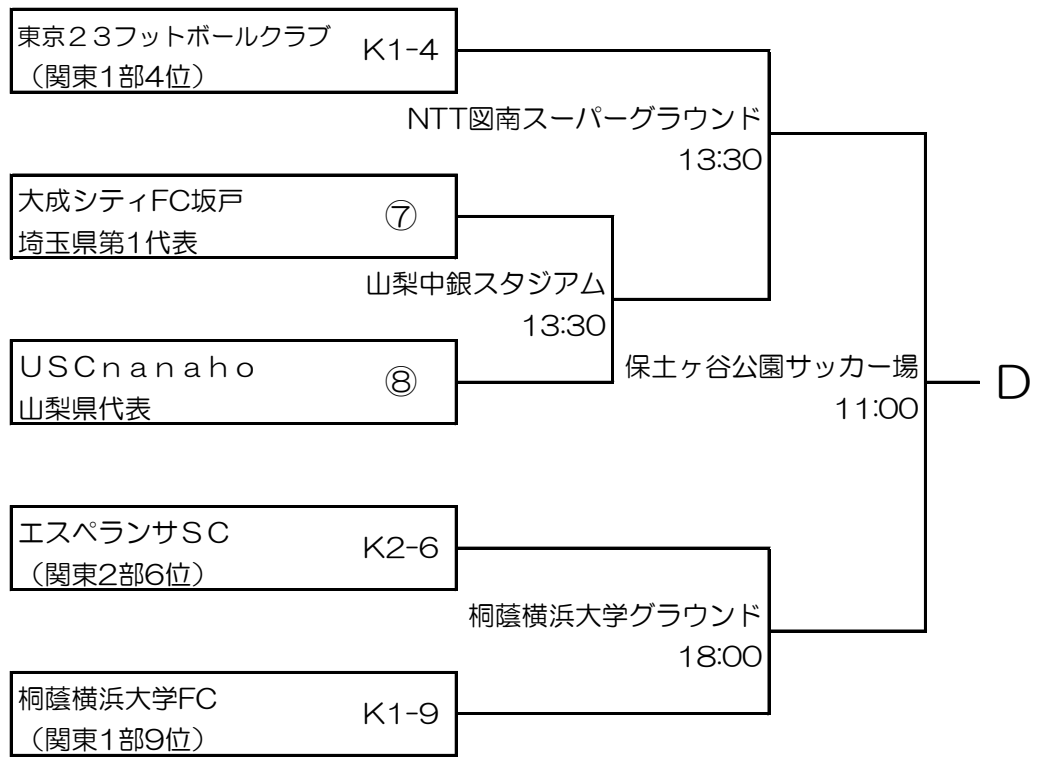 東京２３フットボールクラブ
（関東1部4位）
K1-4
NTT図南スーパーグラウンド
13:30
大成シティFC坂戸
埼玉県第1代表
⑦
山梨中銀スタジアム
13:30
ＵＳＣｎａｎａｈｏ
山梨県代表
⑧
保土ヶ谷公園サッカー場
11:00
D
エスペランサＳＣ
（関東2部6位）
K2-6
桐蔭横浜大学グラウンド
18:00
桐蔭横浜大学FC
（関東1部9位）
K1-9